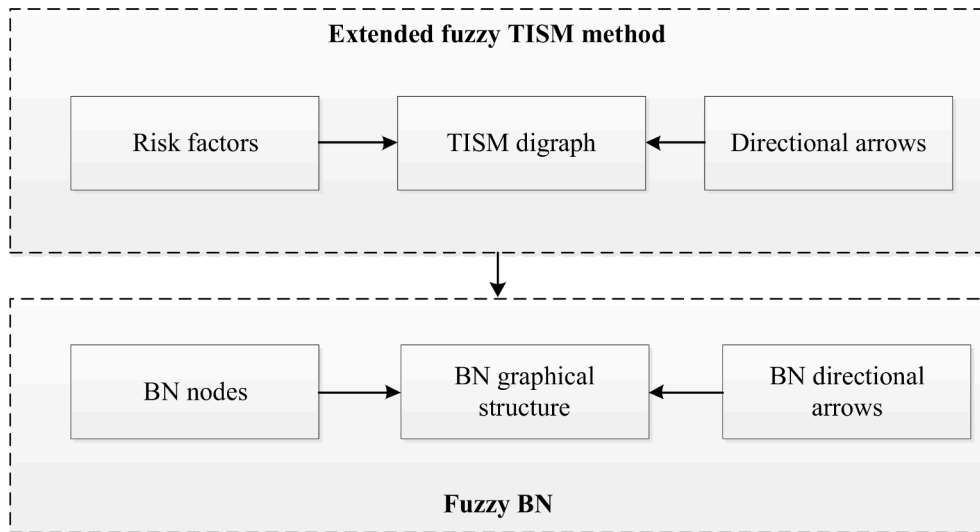 Extended fuzzy TISM method
Risk factors
TISM digraph
Directional arrows
BN nodes
BN graphical
structure
BN directional
arrows
Fuzzy BN